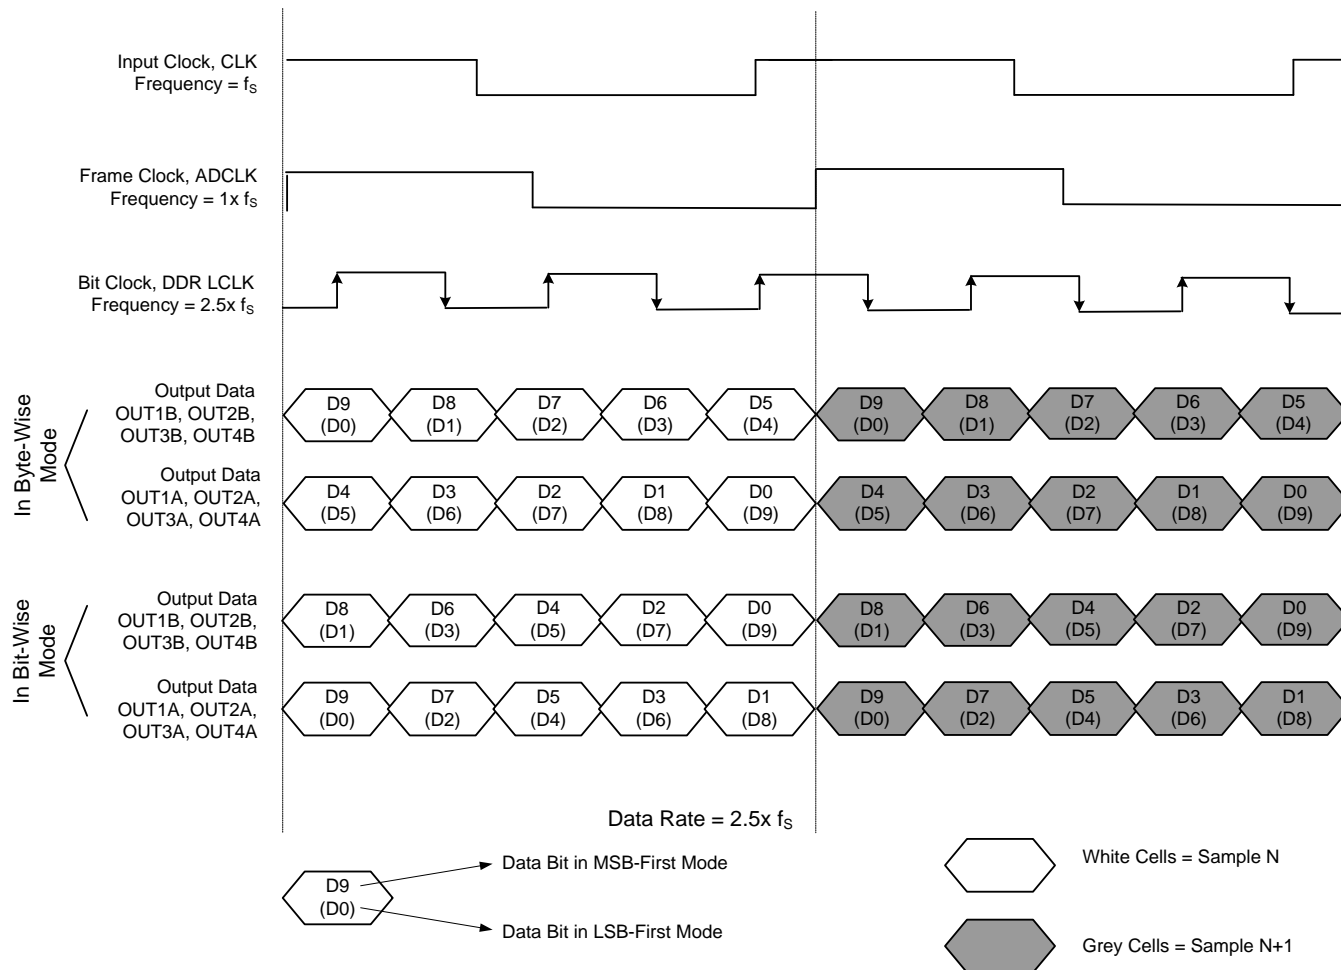 Input Clock, CLK
Frequency = fS
Frame Clock, ADCLK
Frequency = 1x fS
Bit Clock, DDR LCLK
Frequency = 2.5x fS
In Byte-Wise
Mode
Output Data
OUT1B, OUT2B,
OUT3B, OUT4B
D9 D8 D7 D6 D5 D9 D8 D7 D6 D5
(D0) (D1) (D2) (D3) (D4) (D0) (D1) (D2) (D3) (D4)
Output Data
OUT1A, OUT2A,
OUT3A, OUT4A
D4 D3 D2 D1 D0 D4 D3 D2 D1 D0
(D5) (D6) (D7) (D8) (D9) (D5) (D6) (D7) (D8) (D9)
In Bit-Wise
Mode
Output Data
OUT1B, OUT2B,
OUT3B, OUT4B
D8 D6 D4 D2 D0 D8 D6 D4 D2 D0
(D1) (D3) (D5) (D7) (D9) (D1) (D3) (D5) (D7) (D9)
Output Data
OUT1A, OUT2A,
OUT3A, OUT4A
D9 D7 D5 D3 D1 D9 D7 D5 D3 D1
(D0) (D2) (D4) (D6) (D8) (D0) (D2) (D4) (D6) (D8)
Data Rate = 2.5x fS
D9
(D0)
Data Bit in MSB-First Mode
Data Bit in LSB-First Mode
White Cells = Sample N
Grey Cells = Sample N+1